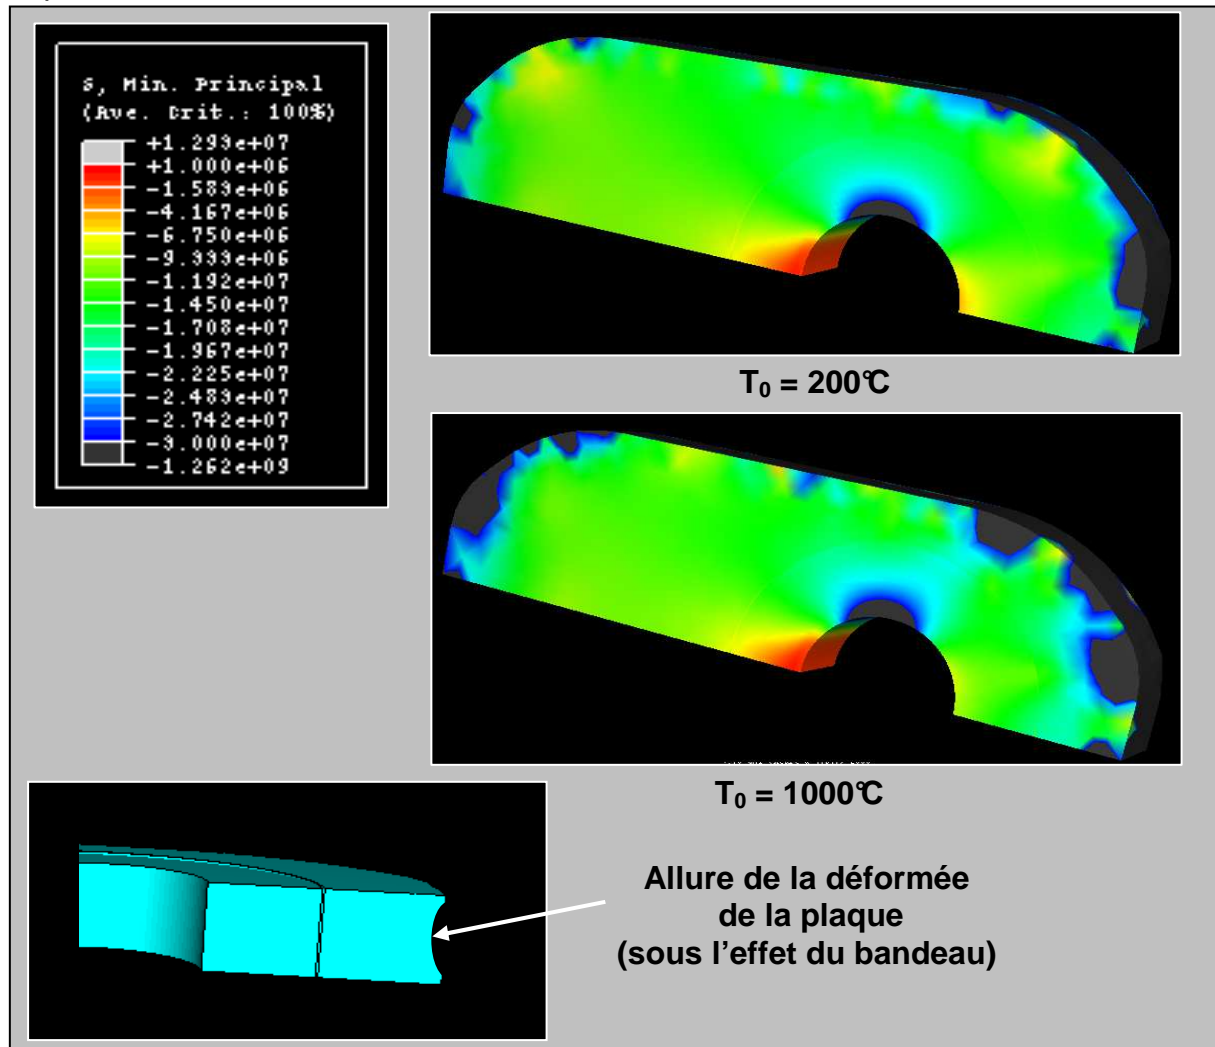 S, Min. Principal
(Ave. Crit.: 100%)
+1.293e+07
+1.000e+06
-1.583e+06
-4.167e+06
-6.750e+06
-9.333e+06
-1.192e+07
-1.450e+07
-1.708e+07
-1.967e+07
-2.225e+07
-2.483e+07
-2.742e+07
-3.000e+07
-1.262e+09
T₀ = 200°C
T₀ = 1000°C
Allure de la déformée
de la plaque
(sous l'effet du bandeau)